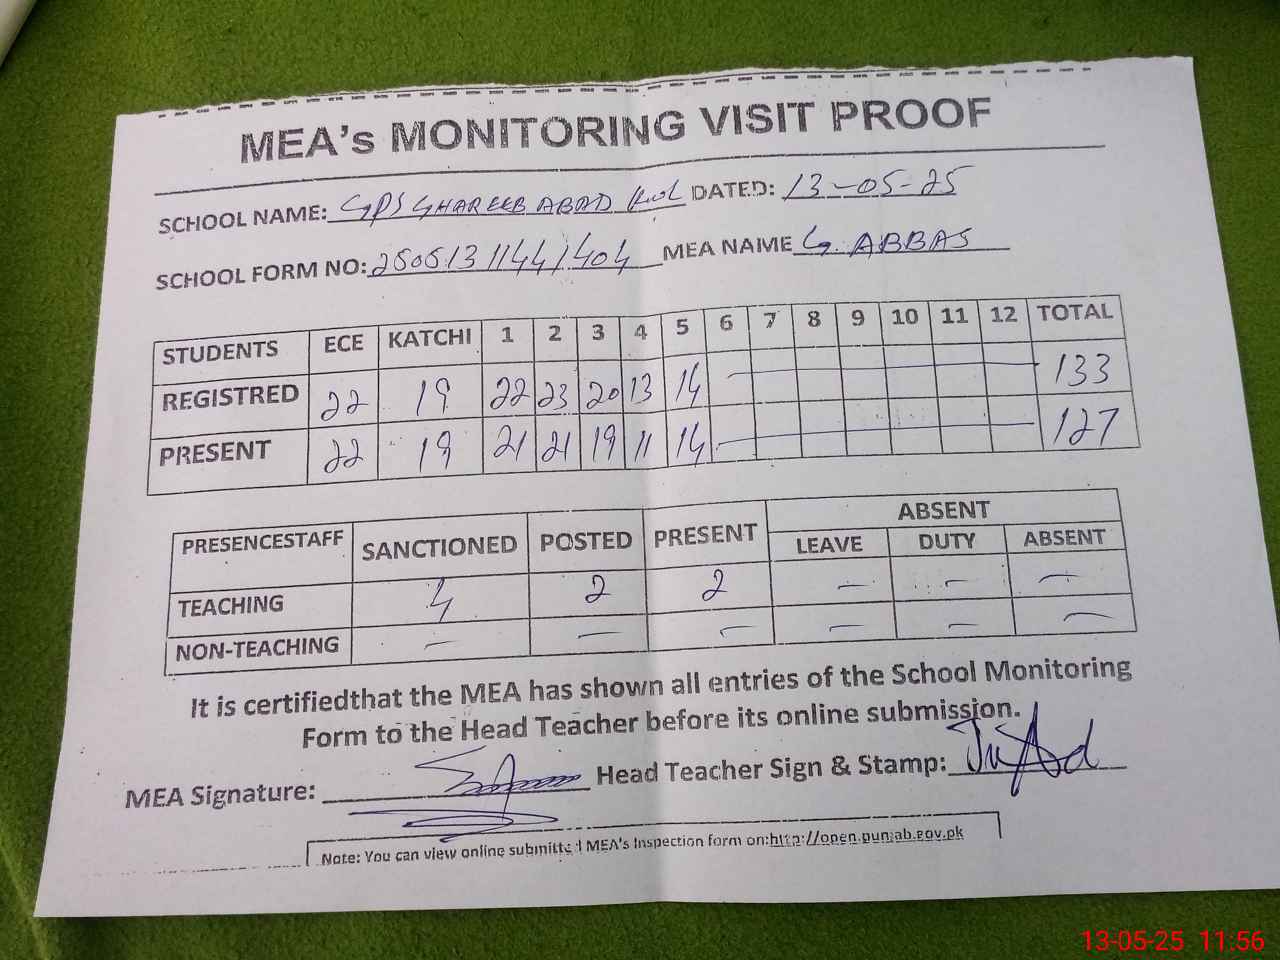 MEA's MONITORING VISIT PROOF
SCHOOL NAME: GPS GHAREEB ABAD KWL DATED: 13-05-25
SCHOOL FORM NO: 25051311441404 MEA NAME G. ABBAS
STUDENTS ECE KATCHI 1 2 3 4 5 6 7 8 9 10 11 12 TOTAL
REGISTRED 22 19 22 23 20 13 14 133
PRESENT 22 19 21 21 19 11 14 127
PRESENCESTAFF SANCTIONED POSTED PRESENT ABSENT
LEAVE DUTY ABSENT
TEACHING 4 2 2 - - -
NON-TEACHING - - - - - -
It is certifiedthat the MEA has shown all entries of the School Monitoring
Form to the Head Teacher before its online submission.
MEA Signature: Head Teacher Sign & Stamp:
Note: You can view online submitted MEA's Inspection form on:http://open.punjab.gov.pk
13-05-25 11:56